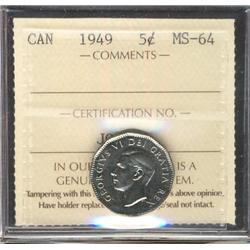 CAN 1949 5¢ MS-64
— COMMENTS —
— CERTIFICATION NO. —
IN OUR IS A
GENU EM.
Tampering with this s above opinion.
Have holder replac seal not intact.
GEORGIVS VI DEI GRATIA REX